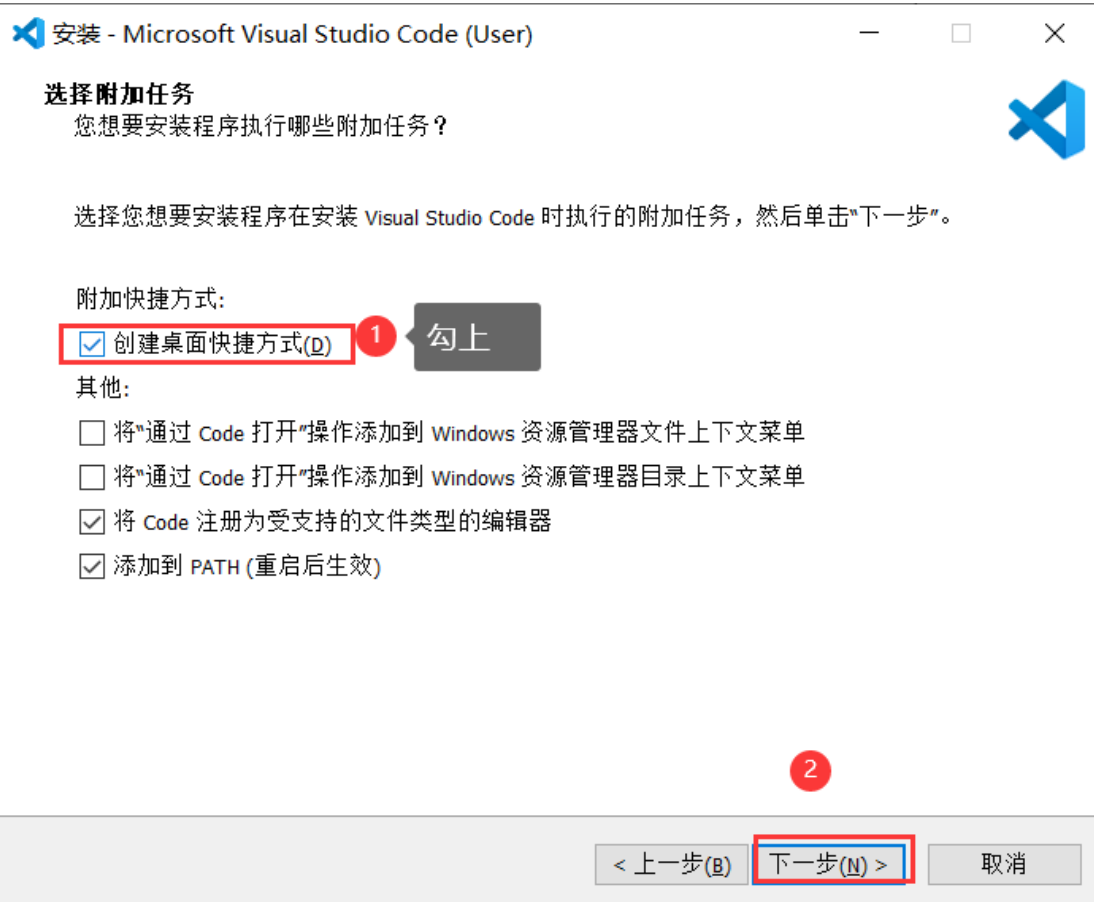 安装 - Microsoft Visual Studio Code (User)
选择附加任务
您想要安装程序执行哪些附加任务？
选择您想要安装程序在安装 Visual Studio Code 时执行的附加任务，然后单击“下一步”。
附加快捷方式:
创建桌面快捷方式(D)
1
勾上
其他:
将“通过 Code 打开”操作添加到 Windows 资源管理器文件上下文菜单
将“通过 Code 打开”操作添加到 Windows 资源管理器目录上下文菜单
将 Code 注册为受支持的文件类型的编辑器
添加到 PATH (重启后生效)
2
< 上一步(B)
下一步(N) >
取消